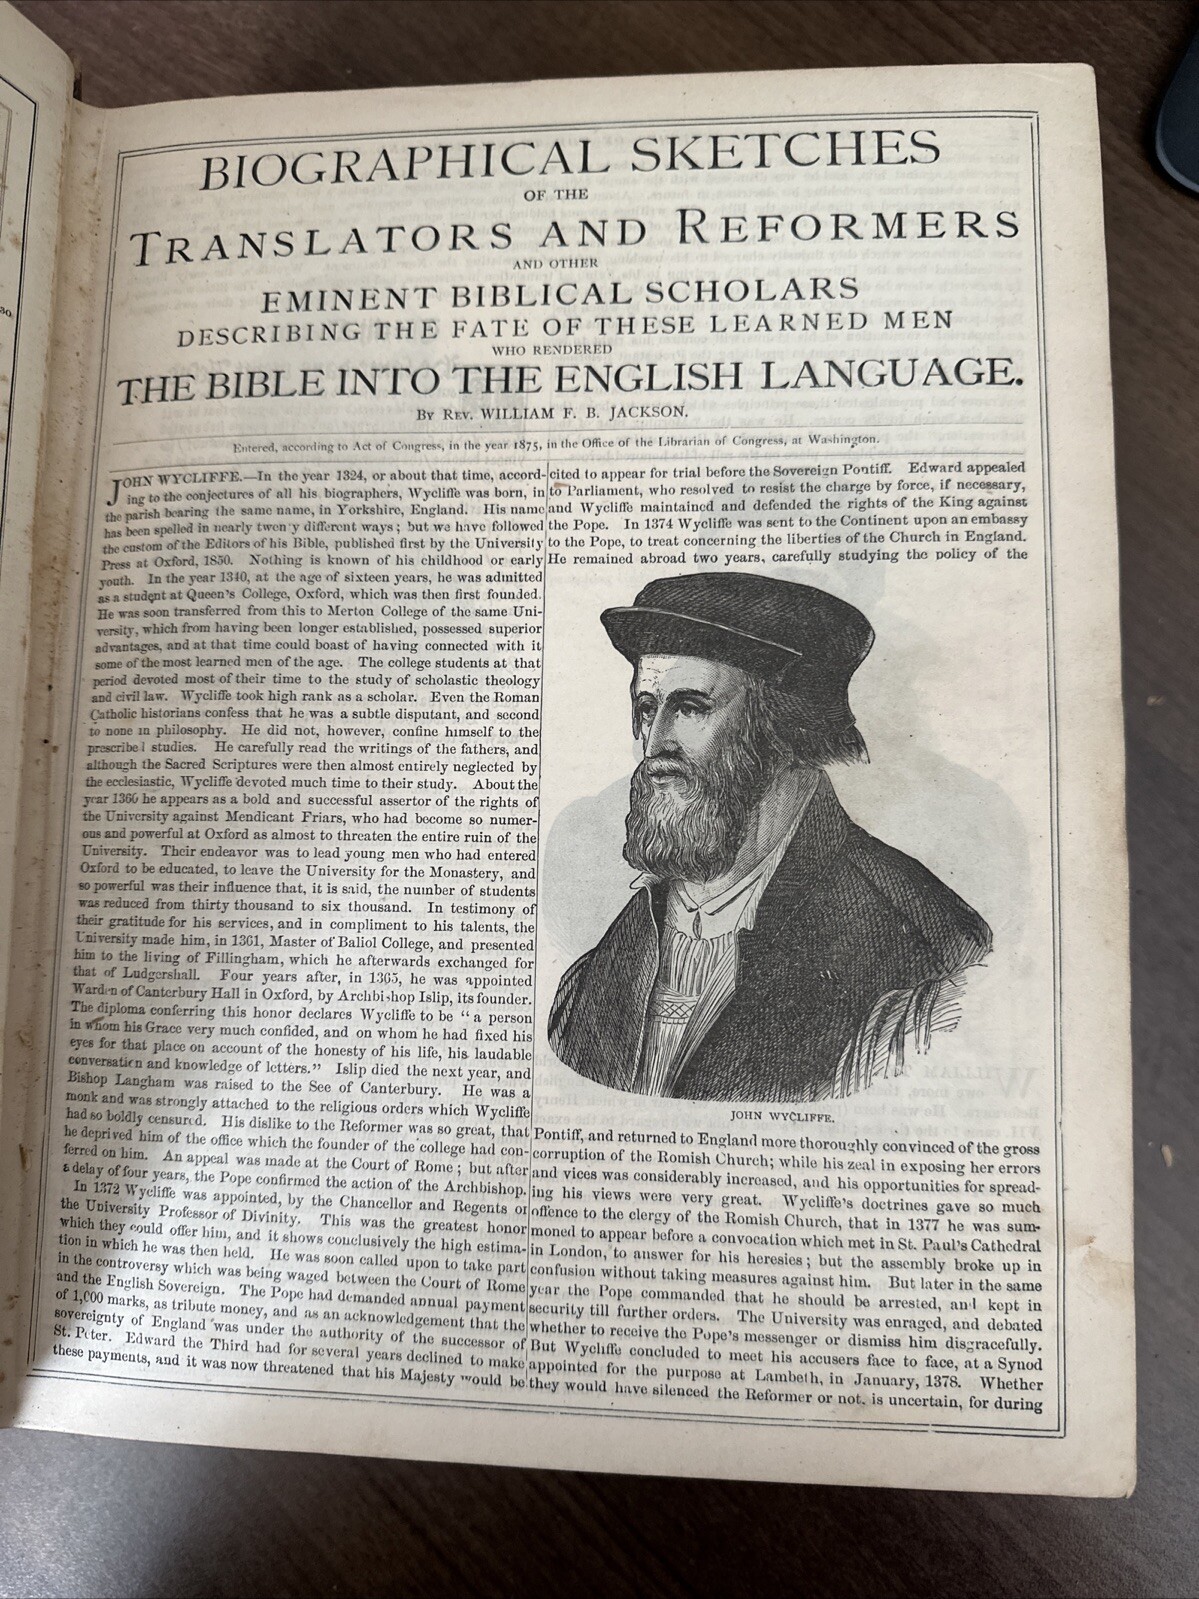 BIOGRAPHICAL SKETCHES
OF THE
TRANSLATORS AND REFORMERS
AND OTHER
EMINENT BIBLICAL SCHOLARS
DESCRIBING THE FATE OF THESE LEARNED MEN
WHO RENDERED
THE BIBLE INTO THE ENGLISH LANGUAGE.
BY REV. WILLIAM F. B. JACKSON.
Entered, according to Act of Congress, in the year 1875, in the Office of the Librarian of Congress, at Washington.
JOHN WYCLIFFE.—In the year 1324, or about that time, accord-
ing to the conjectures of all his biographers, Wycliffe was born, in
the parish bearing the same name, in Yorkshire, England. His name
has been spelled in nearly twen y different ways; but we have followed
the custom of the Editors of his Bible, published first by the University
Press at Oxford, 1850. Nothing is known of his childhood or early
youth. In the year 1340, at the age of sixteen years, he was admitted
as a student at Queen's College, Oxford, which was then first founded.
He was soon transferred from this to Merton College of the same Uni-
versity, which from having been longer established, possessed superior
advantages, and at that time could boast of having connected with it
some of the most learned men of the age. The college students at that
period devoted most of their time to the study of scholastic theology
and civil law. Wycliffe took high rank as a scholar. Even the Roman
Catholic historians confess that he was a subtle disputant, and second
to none in philosophy. He did not, however, confine himself to the
prescribe l studies. He carefully read the writings of the fathers, and
although the Sacred Scriptures were then almost entirely neglected by
the ecclesiastic, Wycliffe devoted much time to their study. About the
year 1360 he appears as a bold and successful assertor of the rights of
the University against Mendicant Friars, who had become so numer-
ous and powerful at Oxford as almost to threaten the entire ruin of the
University. Their endeavor was to lead young men who had entered
Oxford to be educated, to leave the University for the Monastery, and
so powerful was their influence that, it is said, the number of students
was reduced from thirty thousand to six thousand. In testimony of
their gratitude for his services, and in compliment to his talents, the
University made him, in 1361, Master of Baliol College, and presented
him to the living of Fillingham, which he afterwards exchanged for
that of Ludgershall. Four years after, in 1365, he was appointed
Warden of Canterbury Hall in Oxford, by Archbishop Islip, its founder.
The diploma conferring this honor declares Wycliffe to be "a person
in whom his Grace very much confided, and on whom he had fixed his
eyes for that place on account of the honesty of his life, his laudable
conversation and knowledge of letters." Islip died the next year, and
Bishop Langham was raised to the See of Canterbury. He was a
monk and was strongly attached to the religious orders which Wycliffe
had so boldly censured. His dislike to the Reformer was so great, that
he deprived him of the office which the founder of the college had con-
ferred on him. An appeal was made at the Court of Rome; but after
a delay of four years, the Pope confirmed the action of the Archbishop.
In 1372 Wycliffe was appointed, by the Chancellor and Regents of
the University Professor of Divinity. This was the greatest honor
which they could offer him, and it shows conclusively the high estima-
tion in which he was then held. He was soon called upon to take part
in the controversy which was being waged between the Court of Rome
and the English Sovereign. The Pope had demanded annual payment
of 1,000 marks, as tribute money, and as an acknowledgement that the
sovereignty of England was under the authority of the successor of
St. Peter. Edward the Third had for several years declined to make
these payments, and it was now threatened that his Majesty would be
cited to appear for trial before the Sovereign Pontiff. Edward appealed
to Parliament, who resolved to resist the charge by force, if necessary,
and Wycliffe maintained and defended the rights of the King against
the Pope. In 1374 Wycliffe was sent to the Continent upon an embassy
to the Pope, to treat concerning the liberties of the Church in England.
He remained abroad two years, carefully studying the policy of the
JOHN WYCLIFFE.
Pontiff, and returned to England more thoroughly convinced of the gross
corruption of the Romish Church; while his zeal in exposing her errors
and vices was considerably increased, and his opportunities for spread-
ing his views were very great. Wycliffe's doctrines gave so much
offence to the clergy of the Romish Church, that in 1377 he was sum-
moned to appear before a convocation which met in St. Paul's Cathedral
in London, to answer for his heresies; but the assembly broke up in
confusion without taking measures against him. But later in the same
year the Pope commanded that he should be arrested, and kept in
security till further orders. The University was enraged, and debated
whether to receive the Pope's messenger or dismiss him disgracefully.
But Wycliffe concluded to meet his accusers face to face, at a Synod
appointed for the purpose at Lambeth, in January, 1378. Whether
they would have silenced the Reformer or not, is uncertain, for during